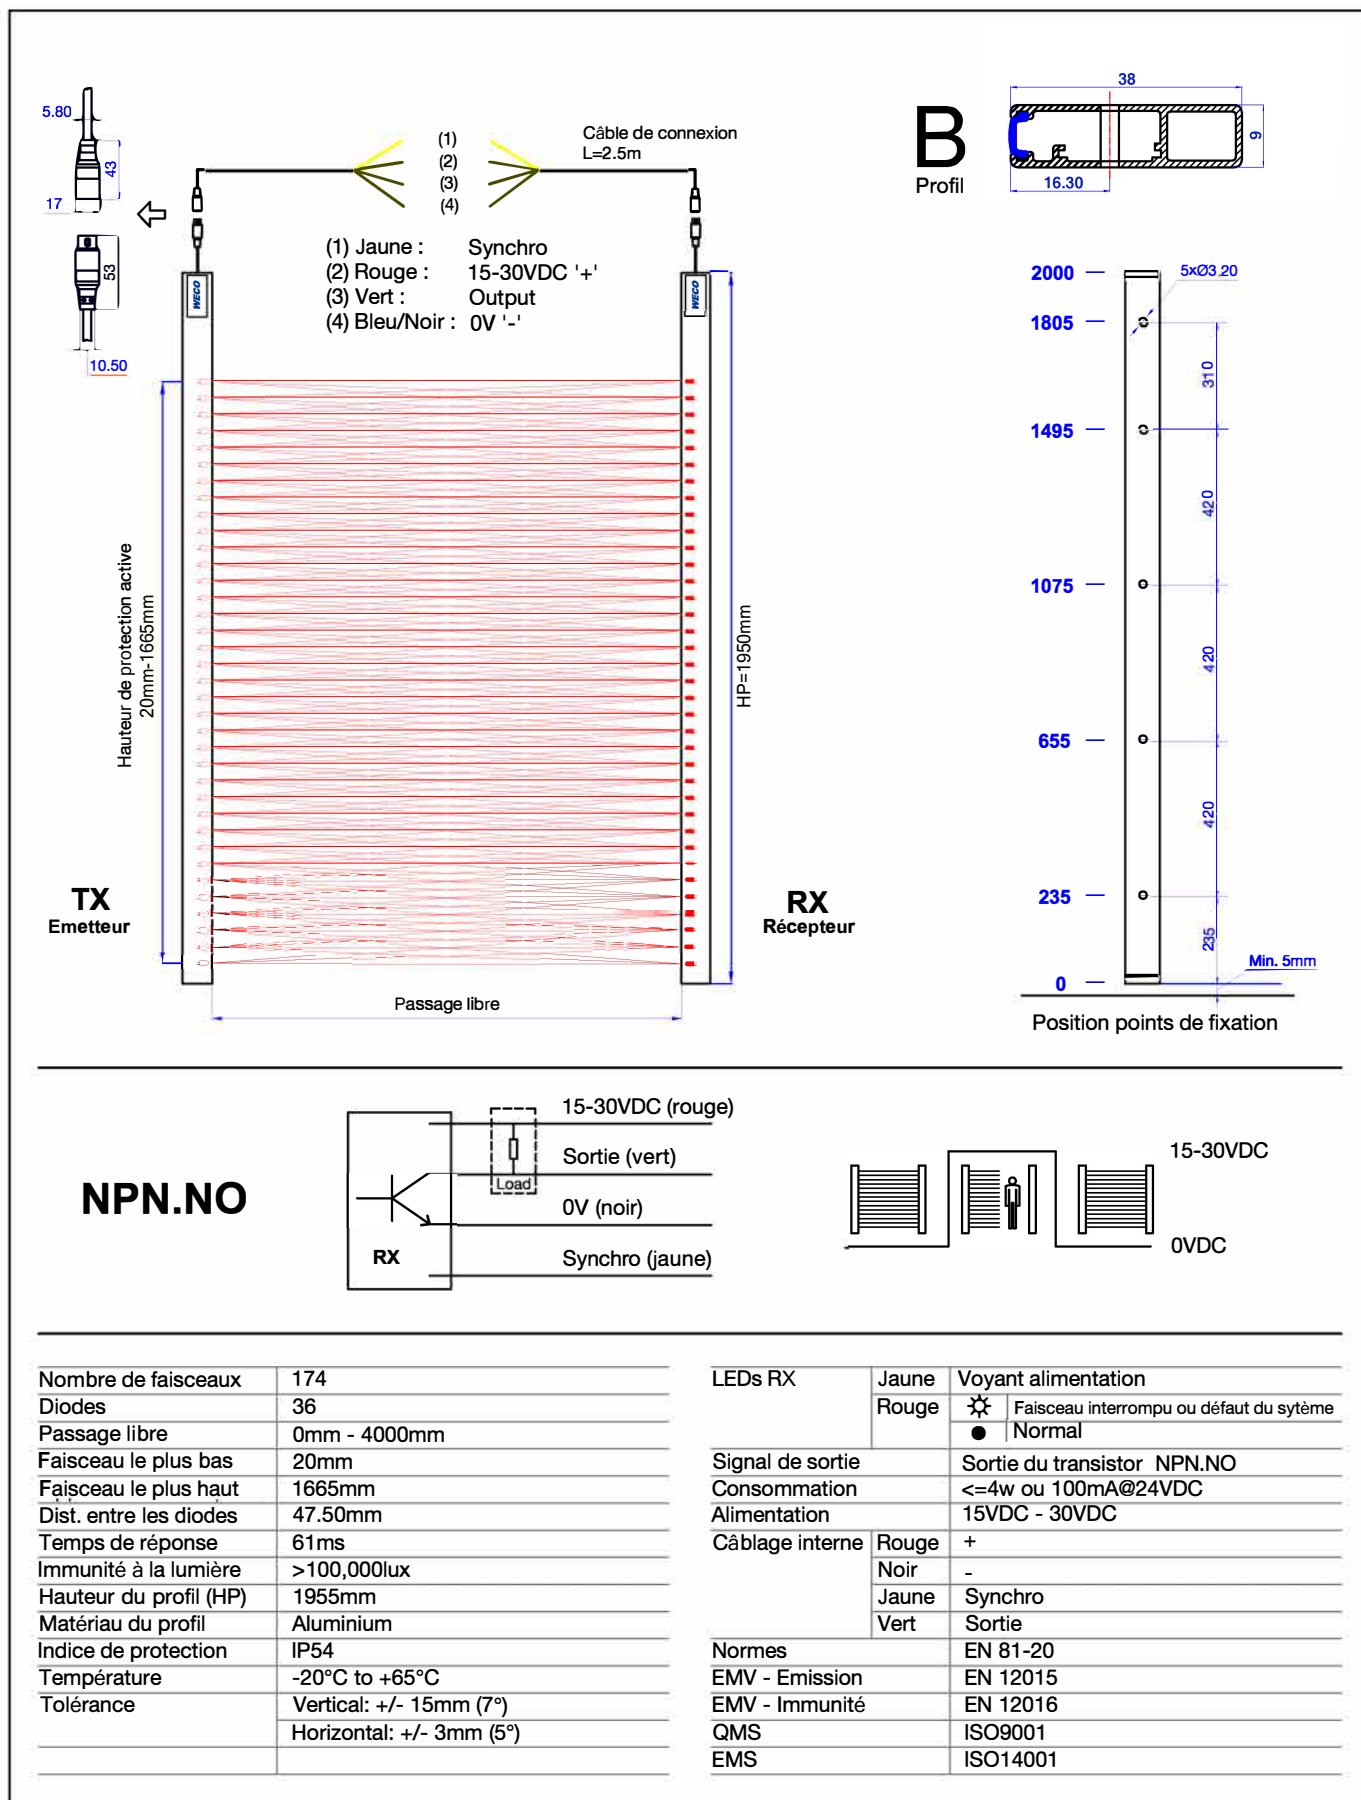 5.80
43
17
53
10.50
(1)
(2)
(3)
(4)
Câble de connexion
L=2.5m
(1) Jaune : Synchro
(2) Rouge : 15-30VDC '+'
(3) Vert : Output
(4) Bleu/Noir : 0V '-'
WECO
WECO
Hauteur de protection active
20mm-1665mm
HP=1950mm
TX
Emetteur
RX
Récepteur
Passage libre
B
Profil
38
9
16.30
2000
5xØ3.20
1805
310
1495
420
1075
420
655
420
235
235
Min. 5mm
0
Position points de fixation
NPN.NO
RX
Load
15-30VDC (rouge)
Sortie (vert)
0V (noir)
Synchro (jaune)
15-30VDC
0VDC
Nombre de faisceaux 174
Diodes 36
Passage libre 0mm - 4000mm
Faisceau le plus bas 20mm
Faisceau le plus haut 1665mm
Dist. entre les diodes 47.50mm
Temps de réponse 61ms
Immunité à la lumière >100,000lux
Hauteur du profil (HP) 1955mm
Matériau du profil Aluminium
Indice de protection IP54
Température -20°C to +65°C
Tolérance Vertical: +/- 15mm (7°)
Horizontal: +/- 3mm (5°)
LEDs RX Jaune Voyant alimentation
Rouge Faisceau interrompu ou défaut du sytème
Normal
Signal de sortie Sortie du transistor NPN.NO
Consommation <=4w ou 100mA@24VDC
Alimentation 15VDC - 30VDC
Câblage interne Rouge +
Noir -
Jaune Synchro
Vert Sortie
Normes EN 81-20
EMV - Emission EN 12015
EMV - Immunité EN 12016
QMS ISO9001
EMS ISO14001